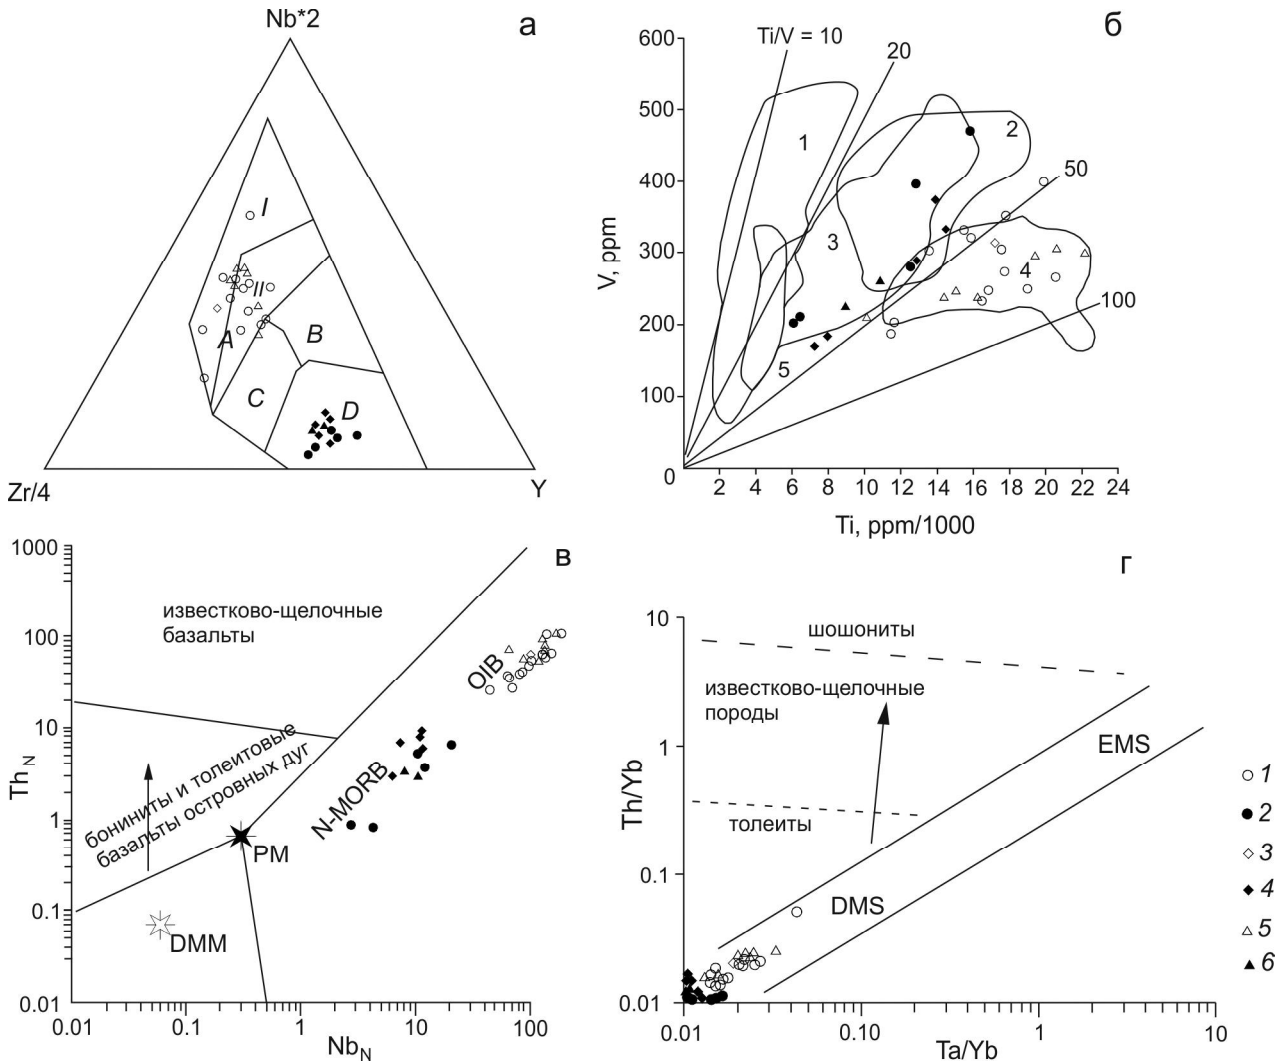 Nb*2
а
I
II
A
B
C
D
Zr/4
Y
б
600
500
400
300
200
100
0
V, ppm
Ti/V = 10
20
50
100
1
2
3
4
5
2 4 6 8 10 12 14 16 18 20 22 24
Ti, ppm/1000
в
1000
100
10
1
0.1
0.01
Th N
известково-щелочные
базальты
OIB
N-MORB
бониниты и толеитовые
базальты островных дуг
PM
DMM
0.01 0.1 1 10 100
Nb N
г
10
1
0.1
0.01
Th/Yb
шошониты
известково-щелочные
породы
толеиты
EMS
DMS
0.01 0.10 1 10
Ta/Yb
1
2
3
4
5
6